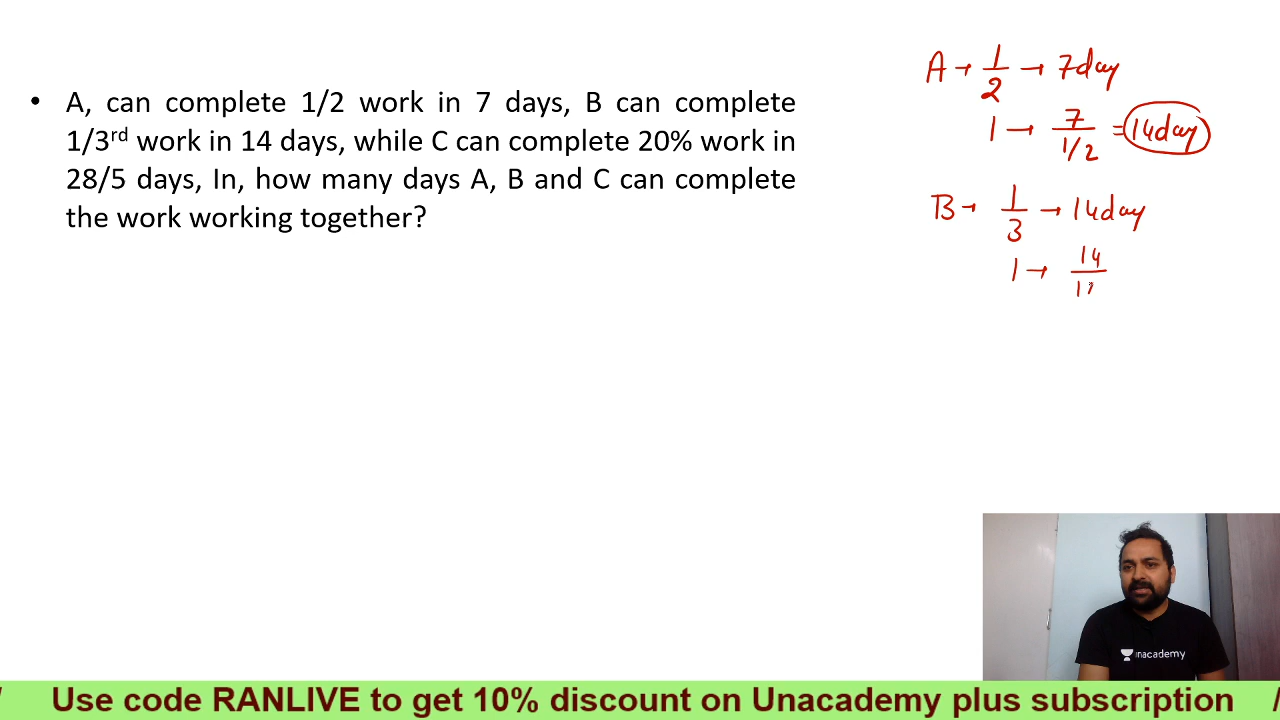 • A, can complete 1/2 work in 7 days, B can complete
1/3rd work in 14 days, while C can complete 20% work in
28/5 days, In, how many days A, B and C can complete
the work working together?
A → 1/2 → 7day
1 → 7/1/2 = 14day
B → 1/3 → 14day
1 → 14/1
unacademy
/ Use code RANLIVE to get 10% discount on Unacademy plus subscription /